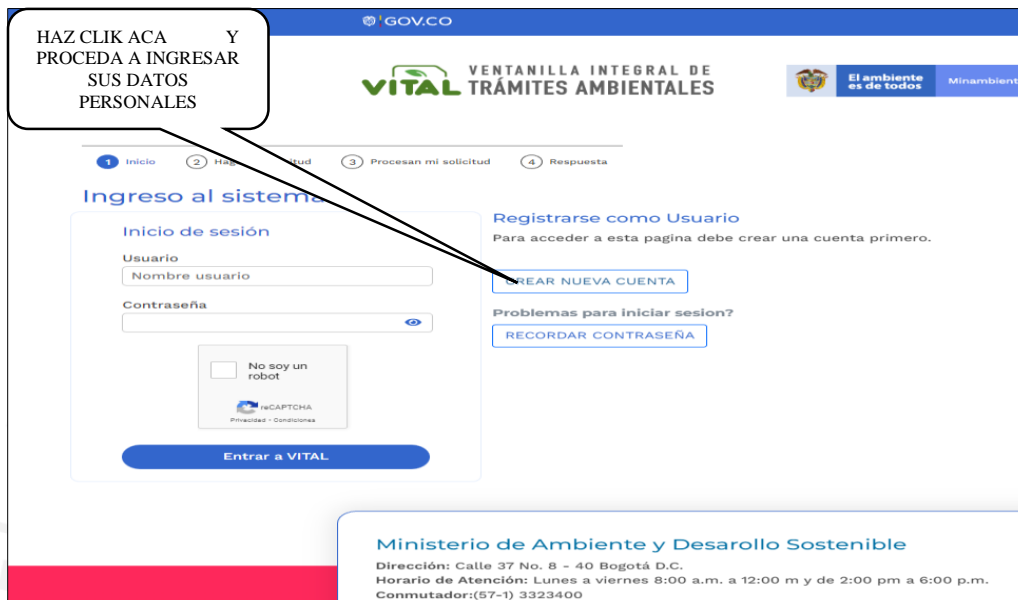 GOV.CO
HAZ CLIK ACA Y
PROCEDA A INGRESAR
SUS DATOS
PERSONALES
VITAL
VENTANILLA INTEGRAL DE
TRÁMITES AMBIENTALES
El ambiente
es de todos
Minambient
1 Inicio 2 3 Procesan mi solicitud 4 Respuesta
Ingreso al sistema
Inicio de sesión
Usuario
Nombre usuario
Contraseña
No soy un
robot
reCAPTCHA
Privacidad - Condiciones
Entrar a VITAL
Registrarse como Usuario
Para acceder a esta pagina debe crear una cuenta primero.
CREAR NUEVA CUENTA
Problemas para iniciar sesion?
RECORDAR CONTRASEÑA
Ministerio de Ambiente y Desarollo Sostenible
Dirección: Calle 37 No. 8 - 40 Bogotá D.C.
Horario de Atención: Lunes a viernes 8:00 a.m. a 12:00 m y de 2:00 pm a 6:00 p.m.
Conmutador:(57-1) 3323400